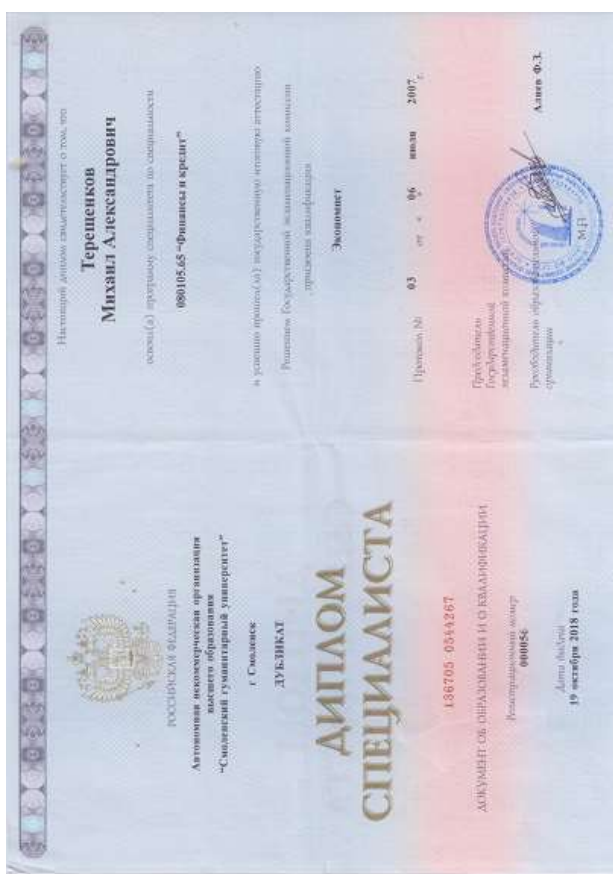 РОССИЙСКАЯ ФЕДЕРАЦИЯ
Автономная некоммерческая организация
высшего образования
"Смоленский гуманитарный университет"
г Смоленск
ДУБЛИКАТ
ДИПЛОМ
СПЕЦИАЛИСТА
136705 0544267
ДОКУМЕНТ ОБ ОБРАЗОВАНИИ И О КВАЛИФИКАЦИИ
Регистрационный номер
000056
Дата выдачи
19 октября 2018 года
Настоящий диплом свидетельствует о том, что
Терещенков
Михаил Александрович
освоил(а) программу специалитета по специальности
080105.65 "Финансы и кредит"
и успешно прошел(ла) государственную итоговую аттестацию
Решением Государственной экзаменационной комиссии
присвоена квалификация
Экономист
Протокол № 03 от « 06 июля 2007 г.
Председатель
Государственной
экзаменационной комиссии
Руководитель образовательной
организации
Алиев Ф.З.
М.П.